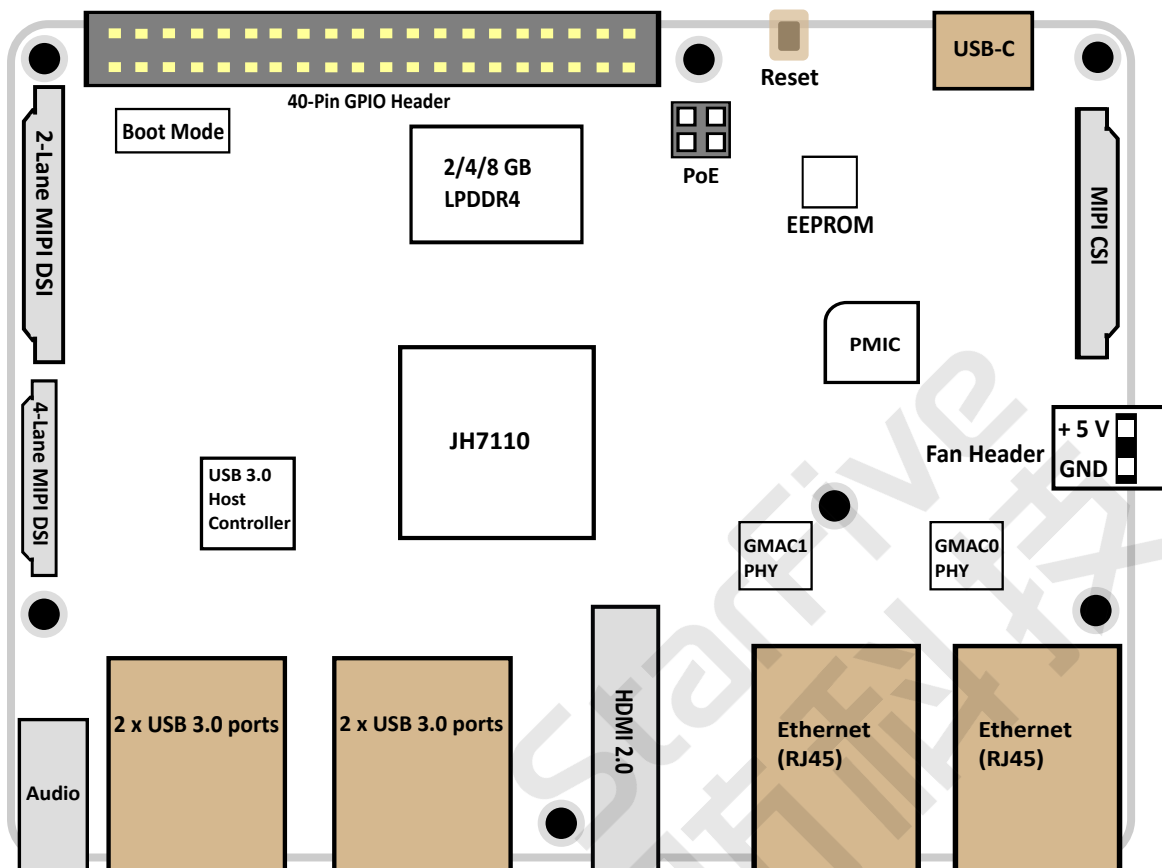 USB-C
Reset
40-Pin GPIO Header
Boot Mode
2-Lane MIPI DSI
2/4/8 GB
LPDDR4
PoE
EEPROM
MIPI CSI
PMIC
4-Lane MIPI DSI
JH7110
Fan Header
+ 5 V
GND
USB 3.0
Host
Controller
GMAC1
PHY
GMAC0
PHY
2 x USB 3.0 ports
2 x USB 3.0 ports
HDMI 2.0
Ethernet
(RJ45)
Ethernet
(RJ45)
Audio
StarFive